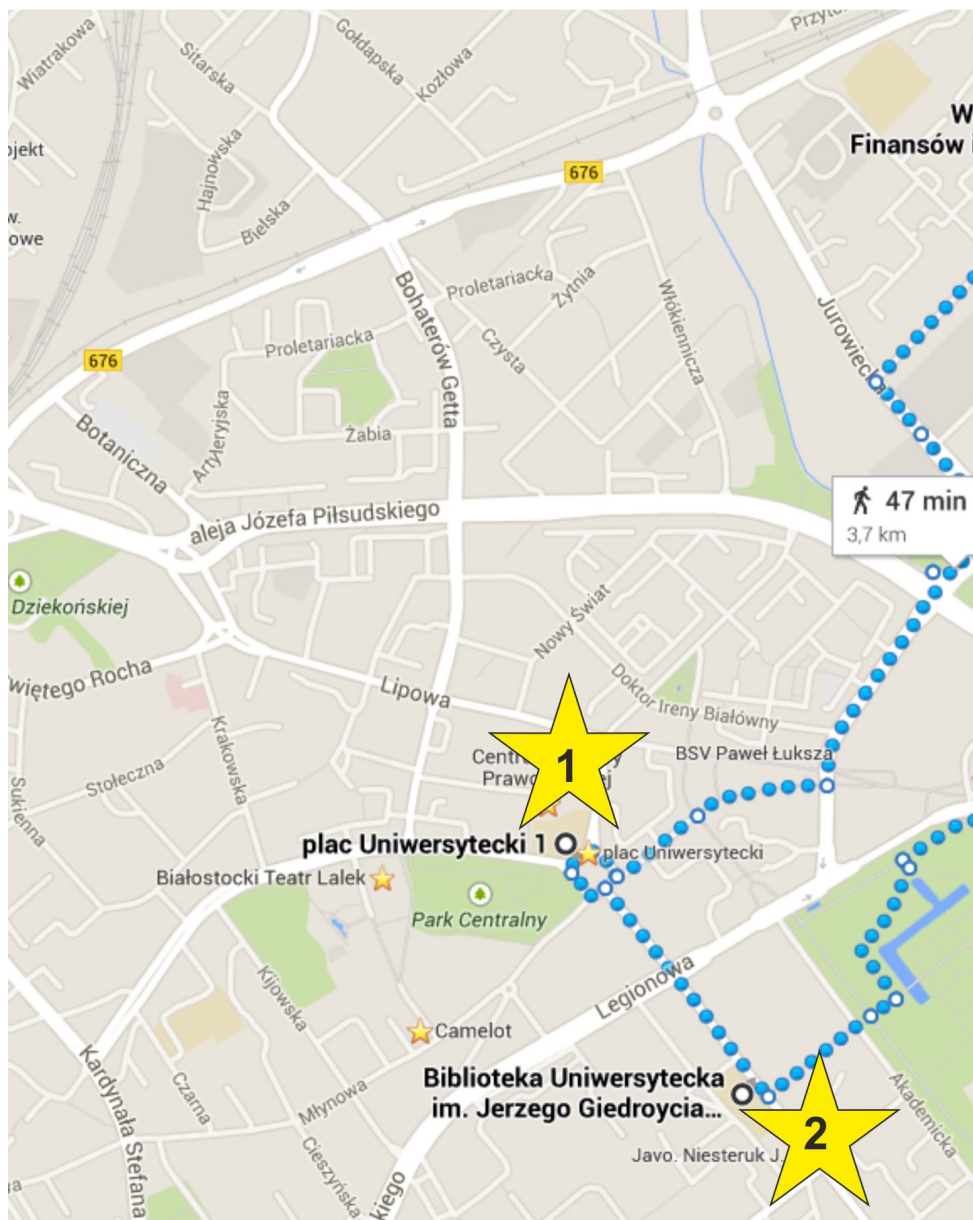 Wiatrakowa
Sitarska
Gołdapska
Kozłowa
W
Finansów i
ojekt
w.
owe
Hajnowska
Bielska
676
Proletariacka
Żytnia
Bohaterów Getta
Czysta
Włókiennicza
Jurowiecka
Proletariacka
676
Artyleryjska
Żabia
Botaniczna
aleja Józefa Piłsudskiego
47 min
3,7 km
Dziekońskiej
Nowy Świat
Doktor Ireny Białówny
więtego Rocha
Lipowa
Krakowska
Stołeczna
Sukienna
BSV Paweł Łuksza
1
plac Uniwersytecki 1
plac Uniwersytecki
Białostocki Teatr Lalek
Park Centralny
Legionowa
Kijowska
Camelot
Biblioteka Uniwersytecka
im. Jerzego Giedroycia...
Kardynała Stefana
Czarna
Młynowa
Cieszyńska
kiego
Akademicka
2
Javo. Niesteruk J.